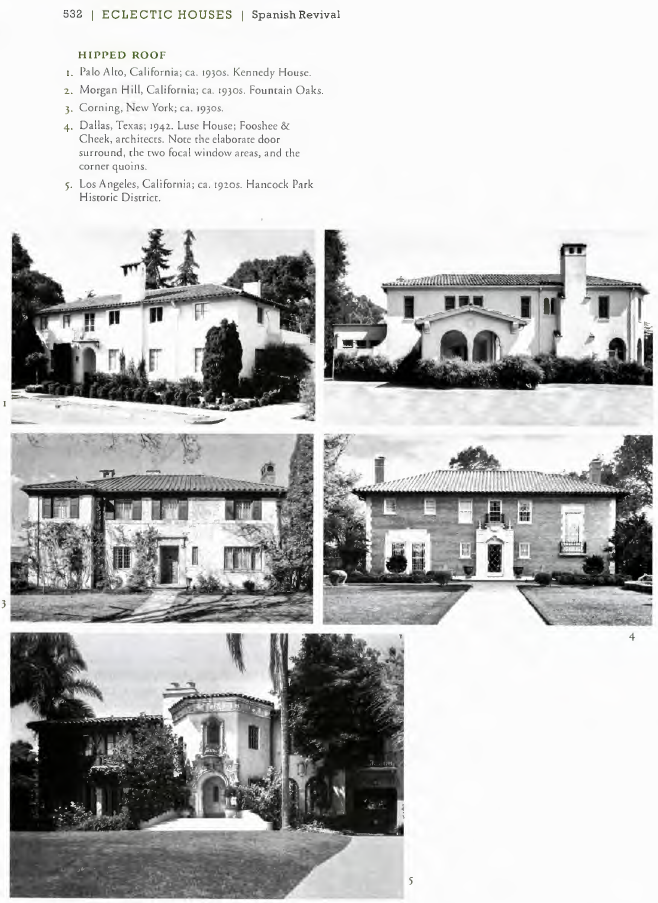 532 | ECLECTIC HOUSES | Spanish Revival
HIPPED ROOF
1. Palo Alto, California; ca. 1930s. Kennedy House.
2. Morgan Hill, California; ca. 1930s. Fountain Oaks.
3. Corning, New York; ca. 1930s.
4. Dallas, Texas; 1942. Luse House; Fooshee &
Cheek, architects. Note the elaborate door
surround, the two focal window areas, and the
corner quoins.
5. Los Angeles, California; ca. 1920s. Hancock Park
Historic District.
1
3
4
5